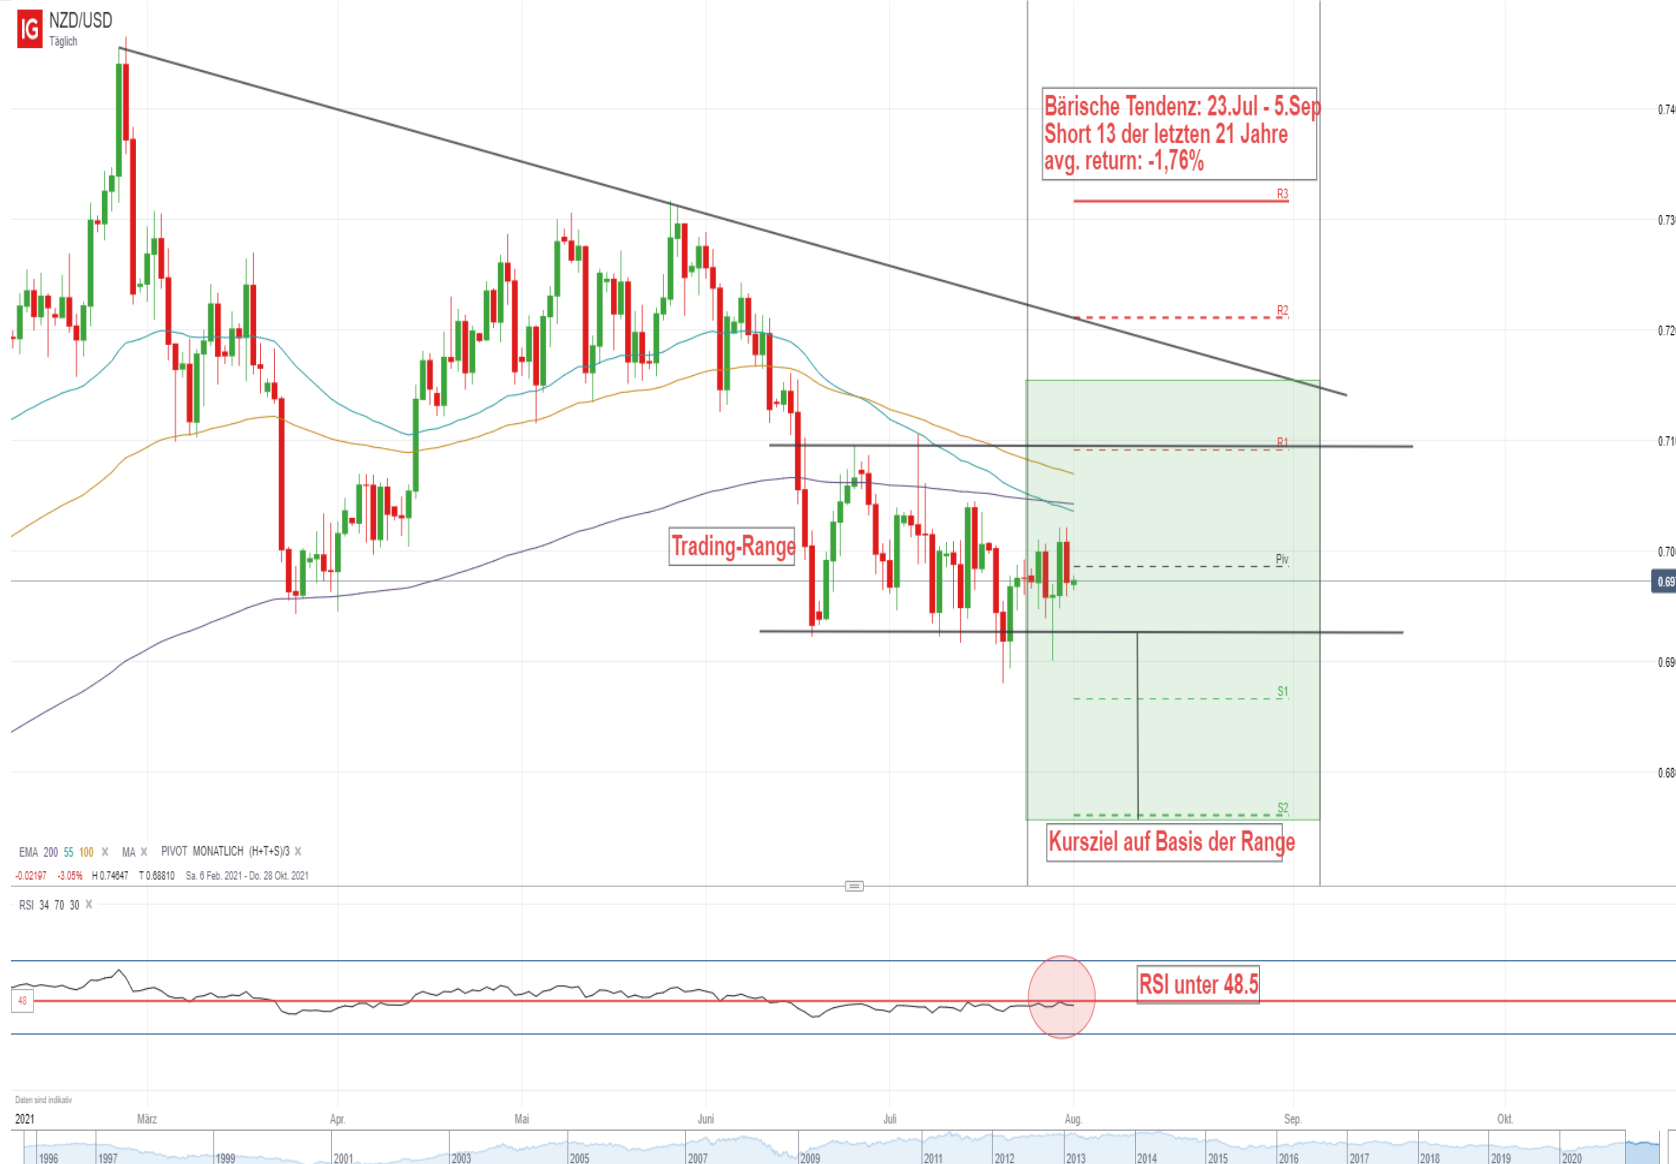 IG NZD/USD
Täglich
Bärische Tendenz: 23.Jul - 5.Sep
Short 13 der letzten 21 Jahre
avg. return: -1,76%
R3
R2
R1
Piv
S1
S2
Trading-Range
Kursziel auf Basis der Range
EMA 200 55 100 X MA X PIVOT MONATLICH (H+T+S)/3 X
-0.02197 -3.05% H 0.74647 T 0.68810 Sa. 6 Feb. 2021 - Do. 28 Okt. 2021
RSI 34 70 30 X
48
RSI unter 48.5
Daten sind indikativ
2021 März Apr. Mai Juni Juli Aug. Sep. Okt.
1996 1997 1999 2001 2003 2005 2007 2009 2011 2012 2013 2014 2015 2016 2017 2018 2019 2020